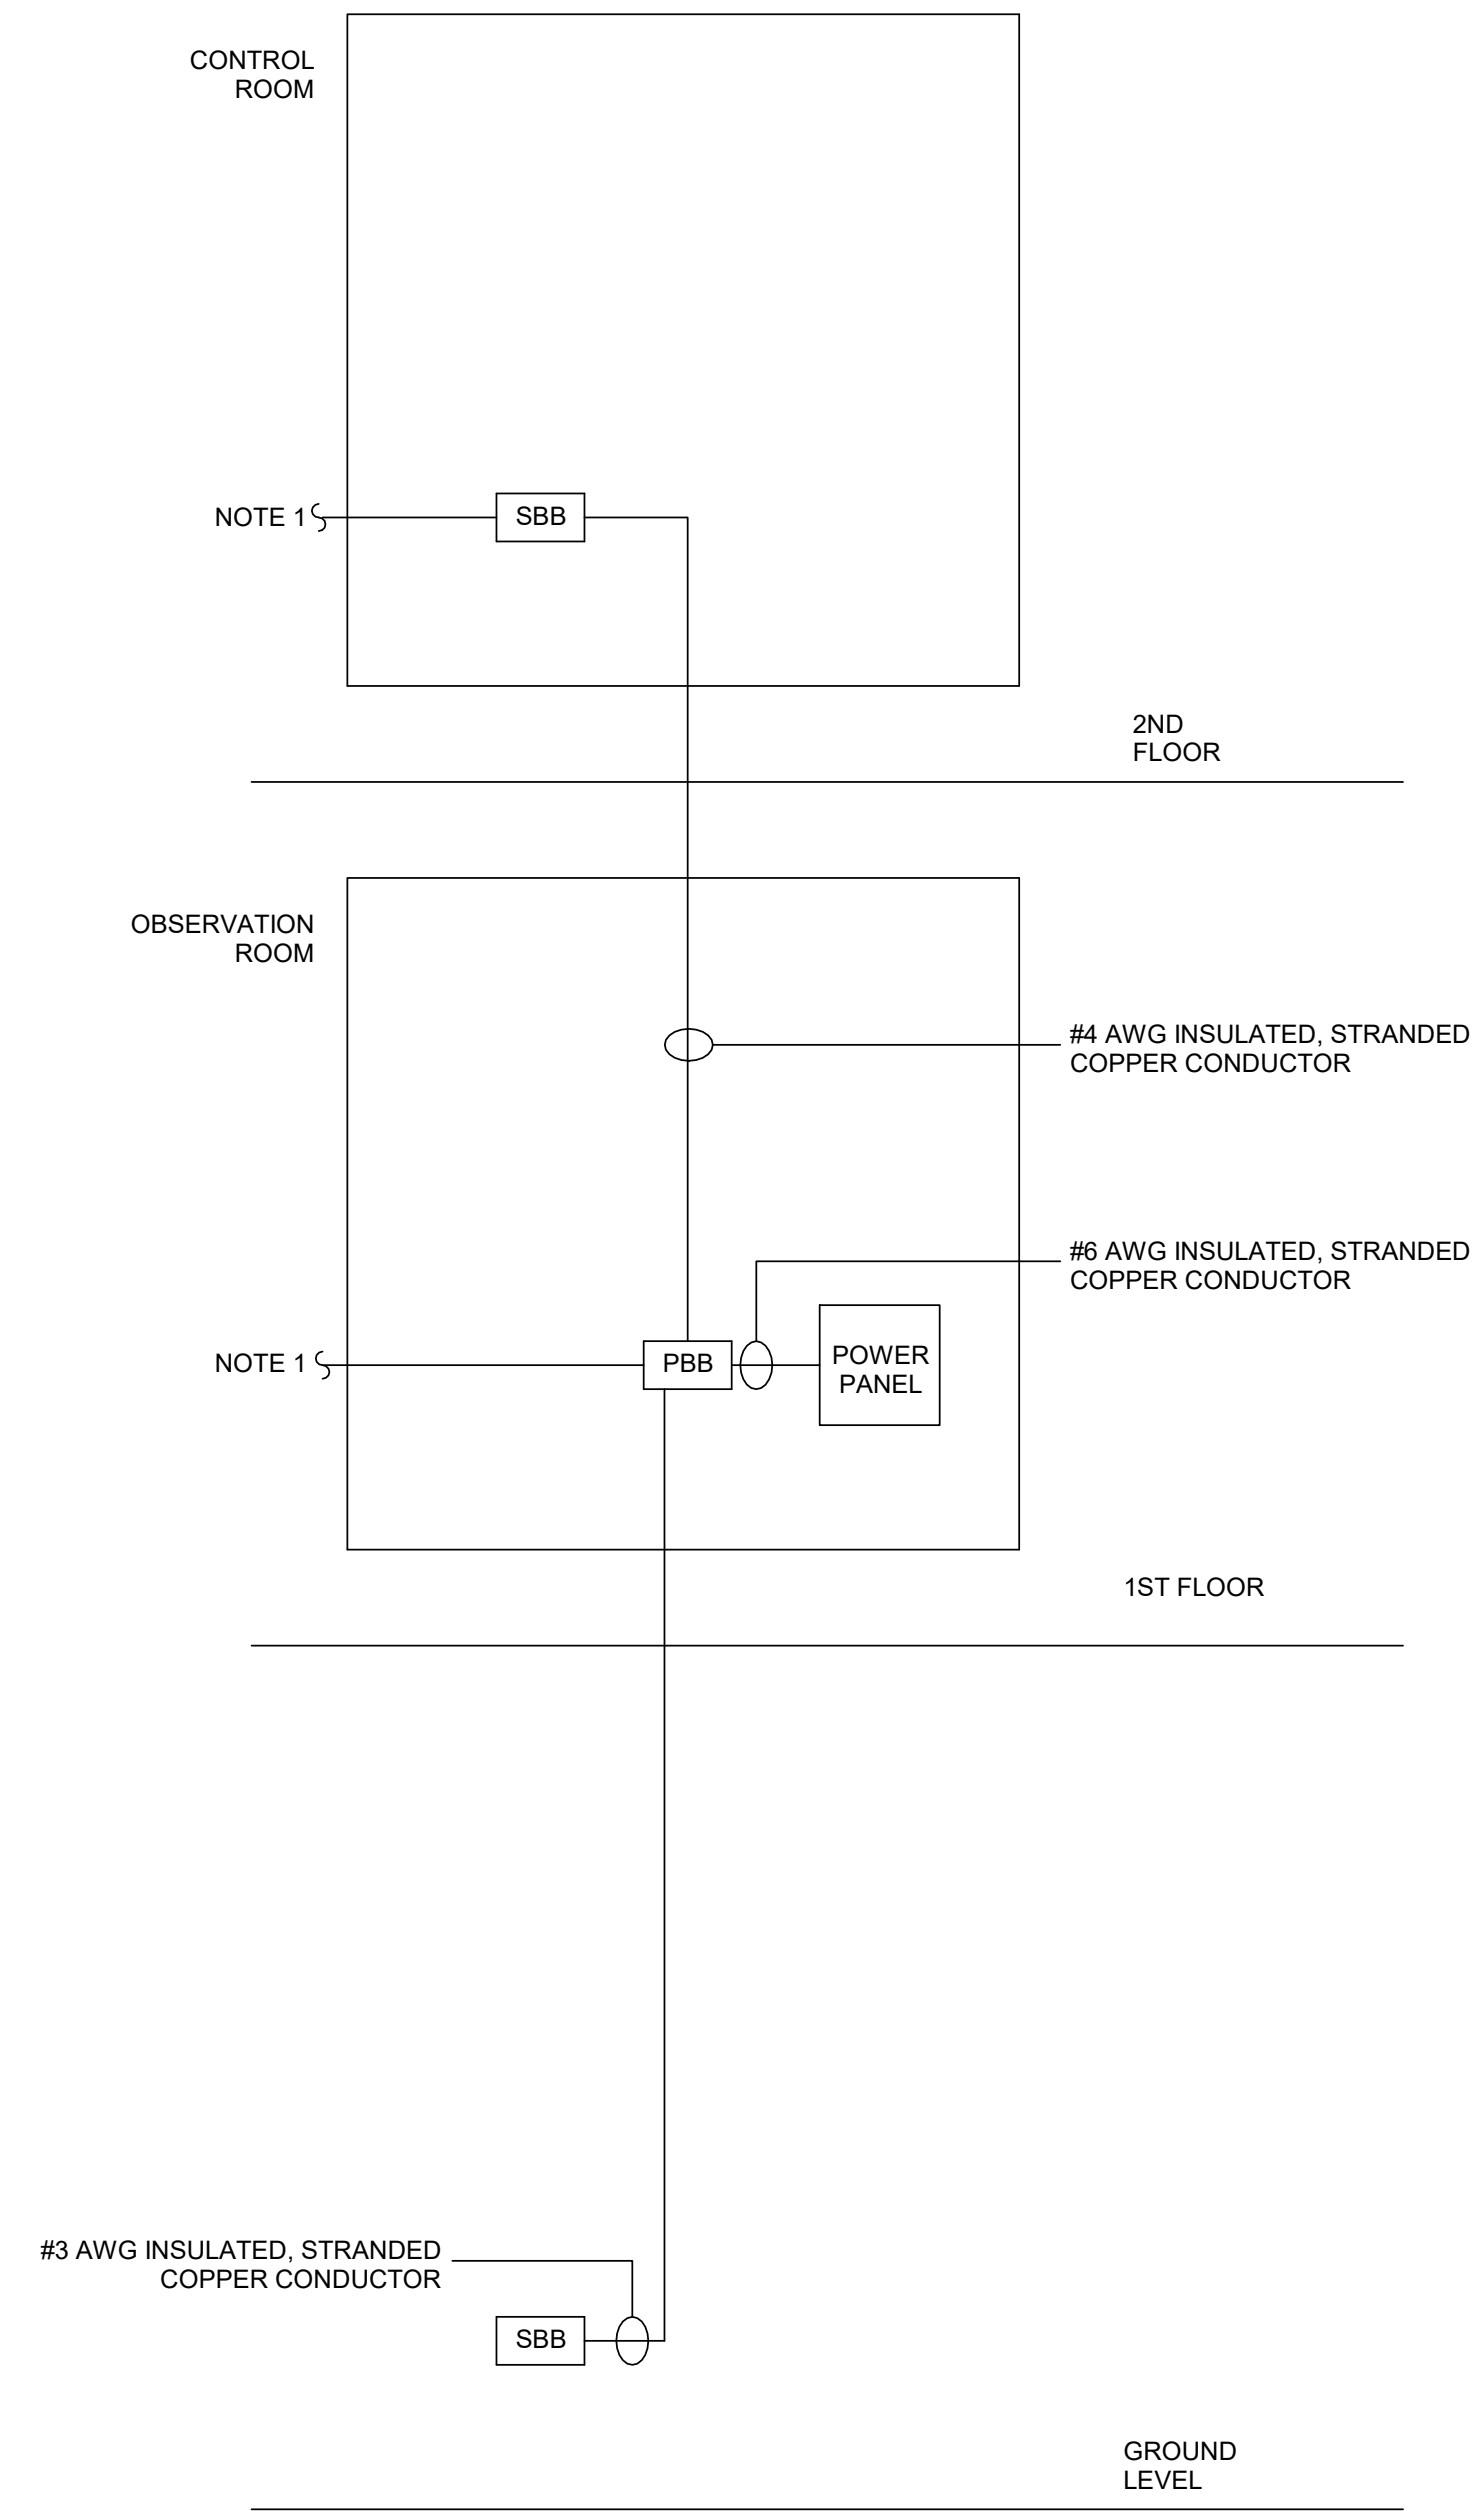 CONTROL
ROOM
NOTE 1
SBB
2ND
FLOOR
OBSERVATION
ROOM
#4 AWG INSULATED, STRANDED
COPPER CONDUCTOR
#6 AWG INSULATED, STRANDED
COPPER CONDUCTOR
NOTE 1
PBB
POWER
PANEL
1ST FLOOR
#3 AWG INSULATED, STRANDED
COPPER CONDUCTOR
SBB
GROUND
LEVEL